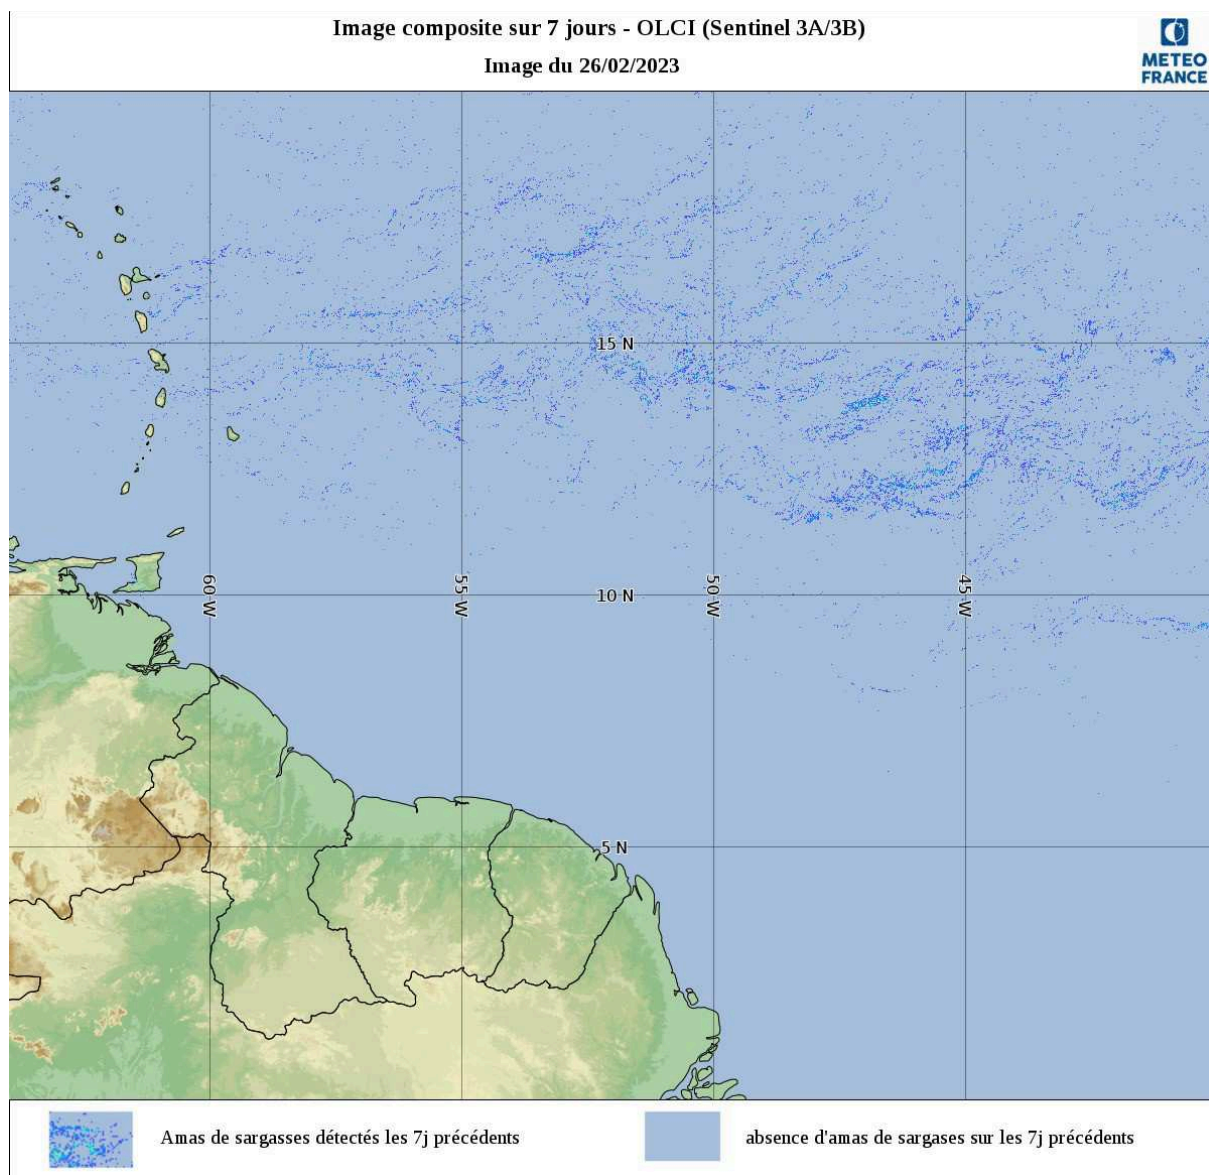 Image composite sur 7 jours - OLCI (Sentinel 3A/3B)
Image du 26/02/2023
METEO
FRANCE
15 N
60 W
55 W
10 N
50 W
45 W
5 N
Amas de sargasses détectés les 7j précédents
absence d'amas de sargases sur les 7j précédents